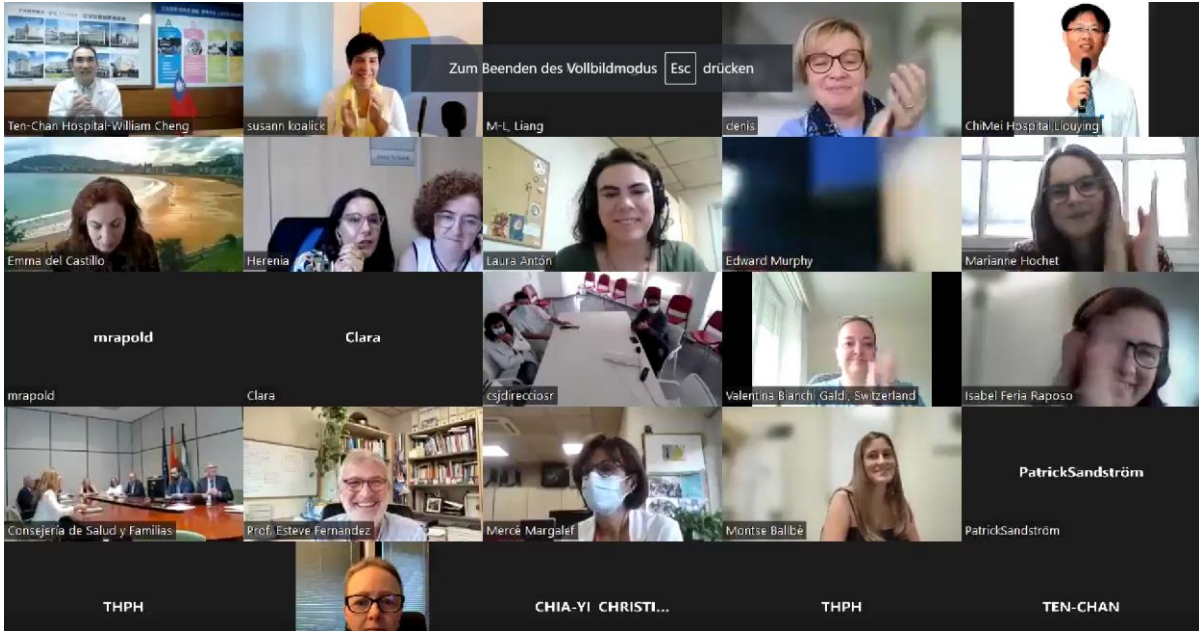 Zum Beenden des Vollbildmodus Esc drücken
Ten-Chan Hospital-William Cheng
susann koalick
M-L, Liang
denis
ChiMei Hospital,Liouying
Emma del Castillo
Herenia
Laura Antón
Edward Murphy
Marianne Hochet
mrapold
Clara
mrapold
Clara
csjdirecciosr
Valentina Bianchi Galdi, Switzerland
Isabel Feria Raposo
PatrickSandström
Consejería de Salud y Familias
Prof. Esteve Fernandez
Mercè Margalef
Montse Ballbè
PatrickSandström
THPH
CHIA-YI CHRISTI...
THPH
TEN-CHAN